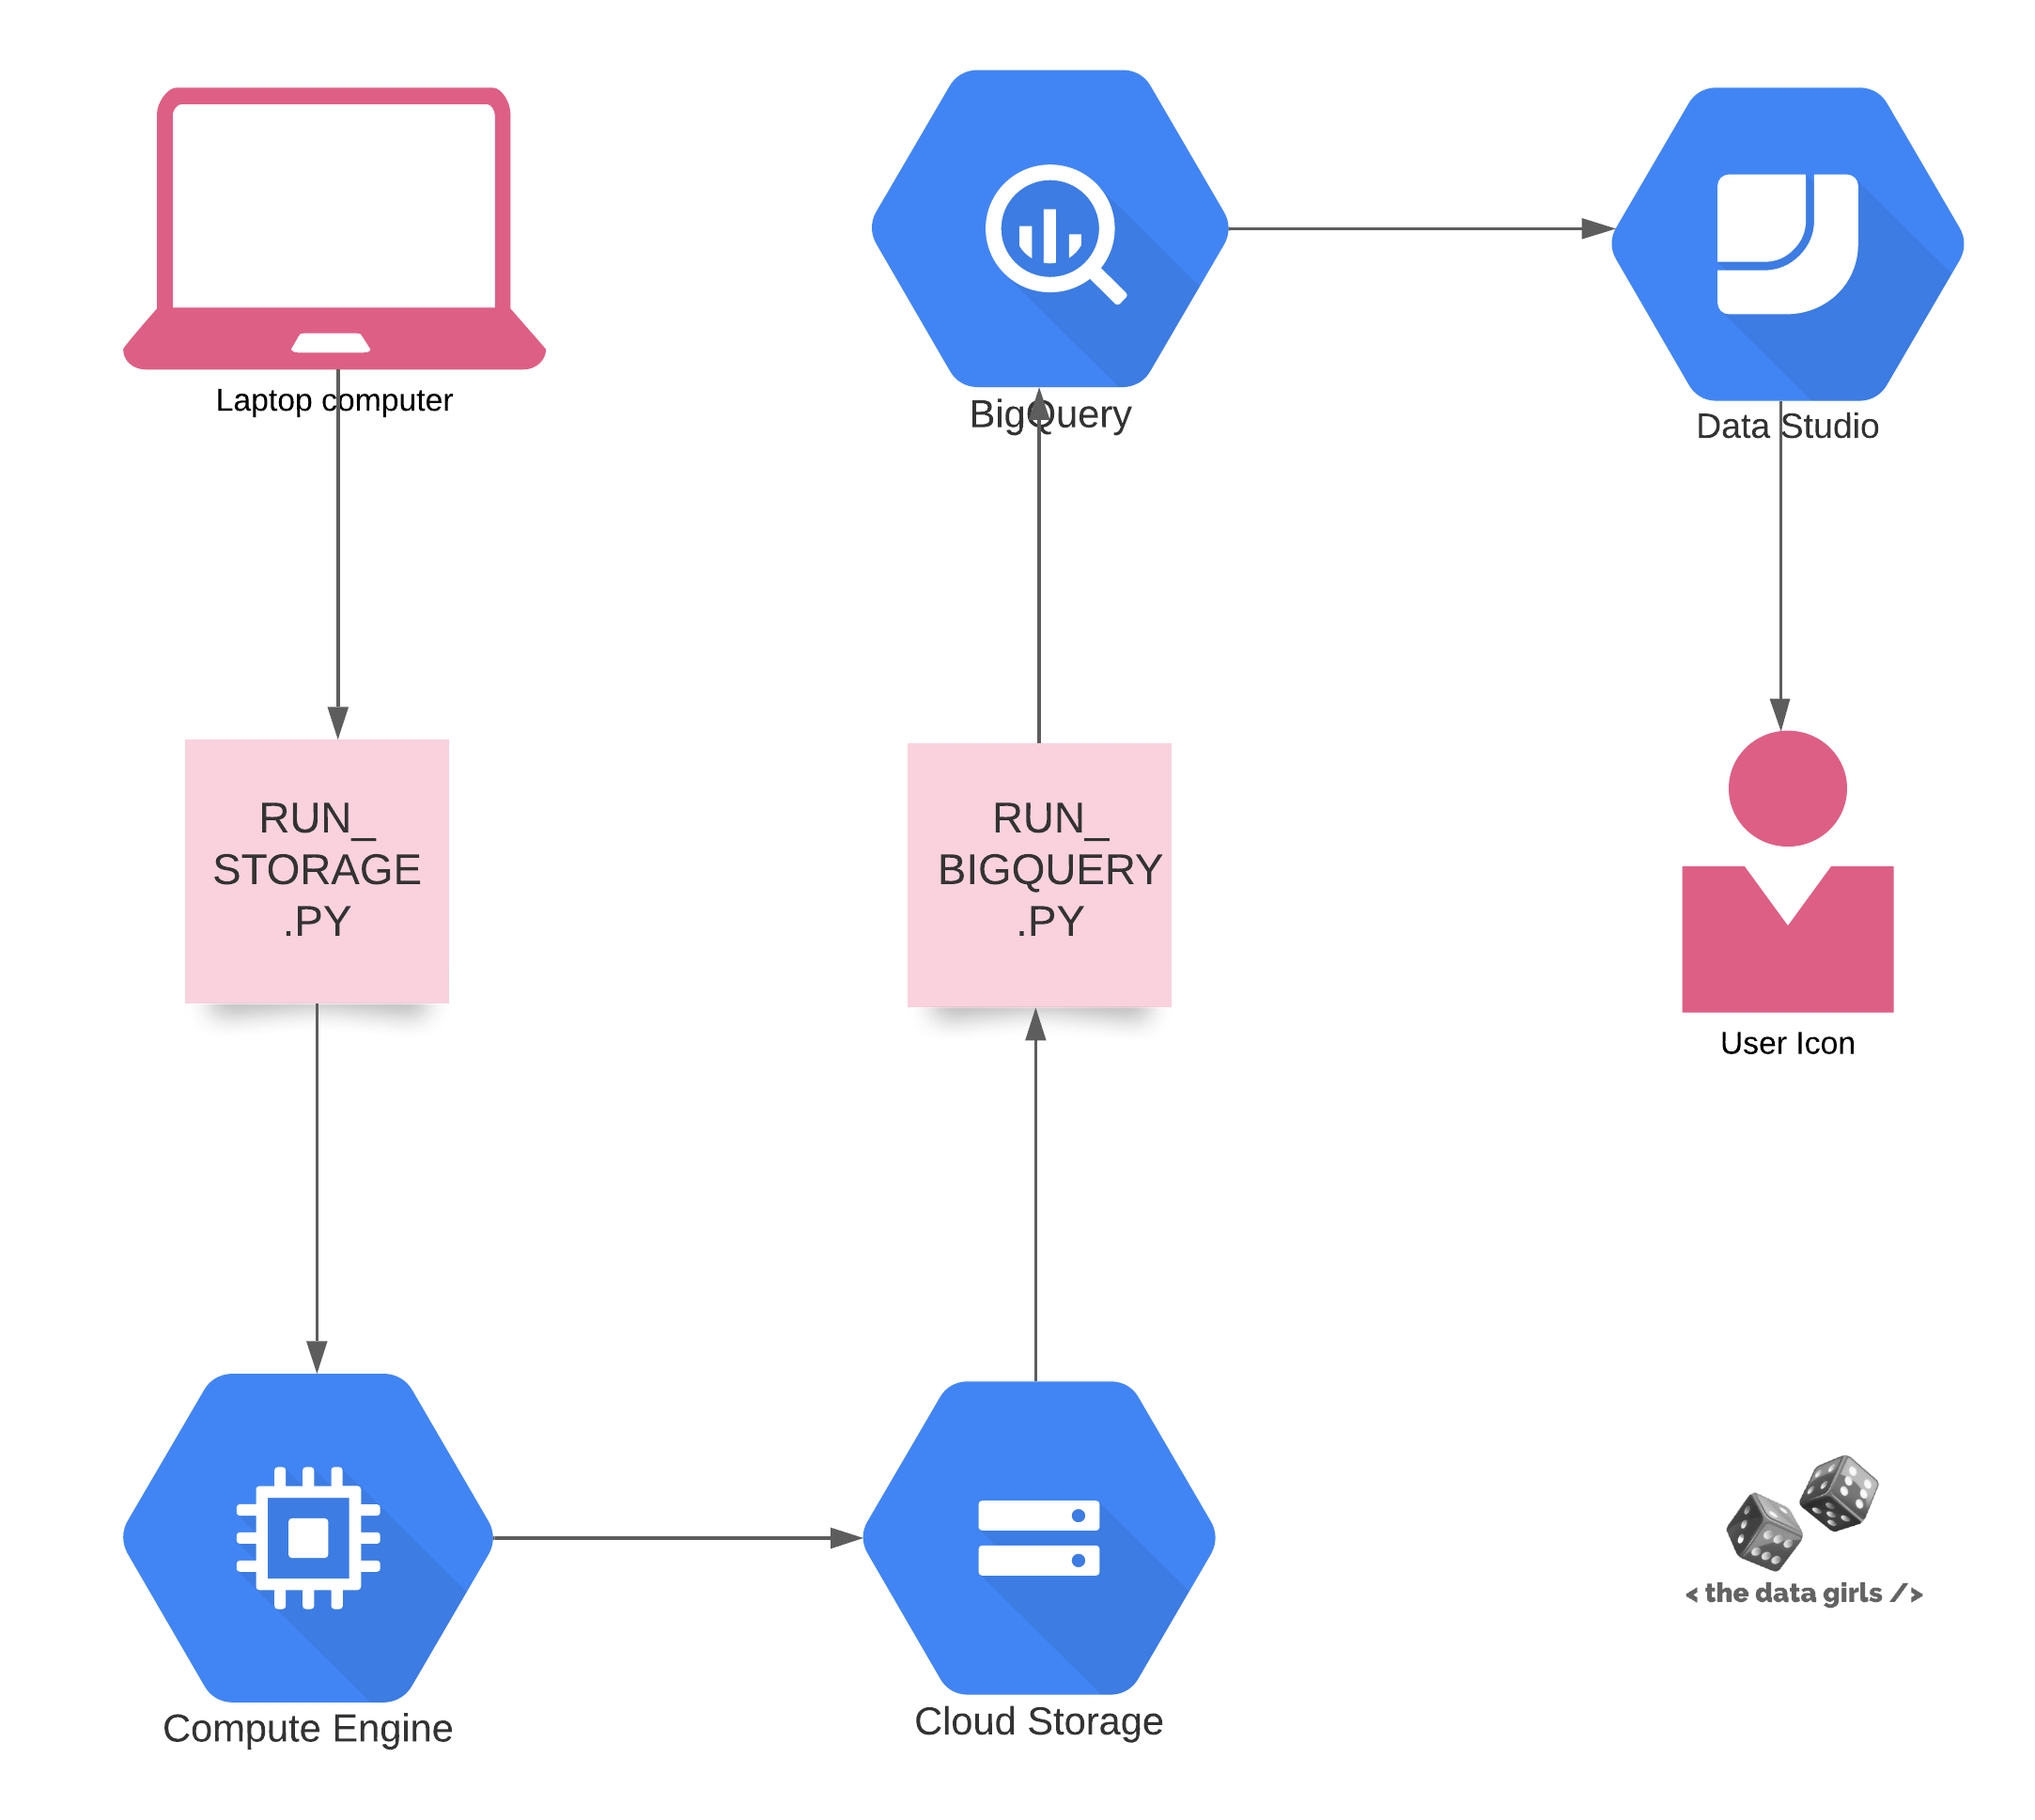 Laptop computer
BigQuery
Data Studio
RUN_
STORAGE
.PY
RUN_
BIGQUERY
.PY
User Icon
Compute Engine
Cloud Storage
< the data girls />